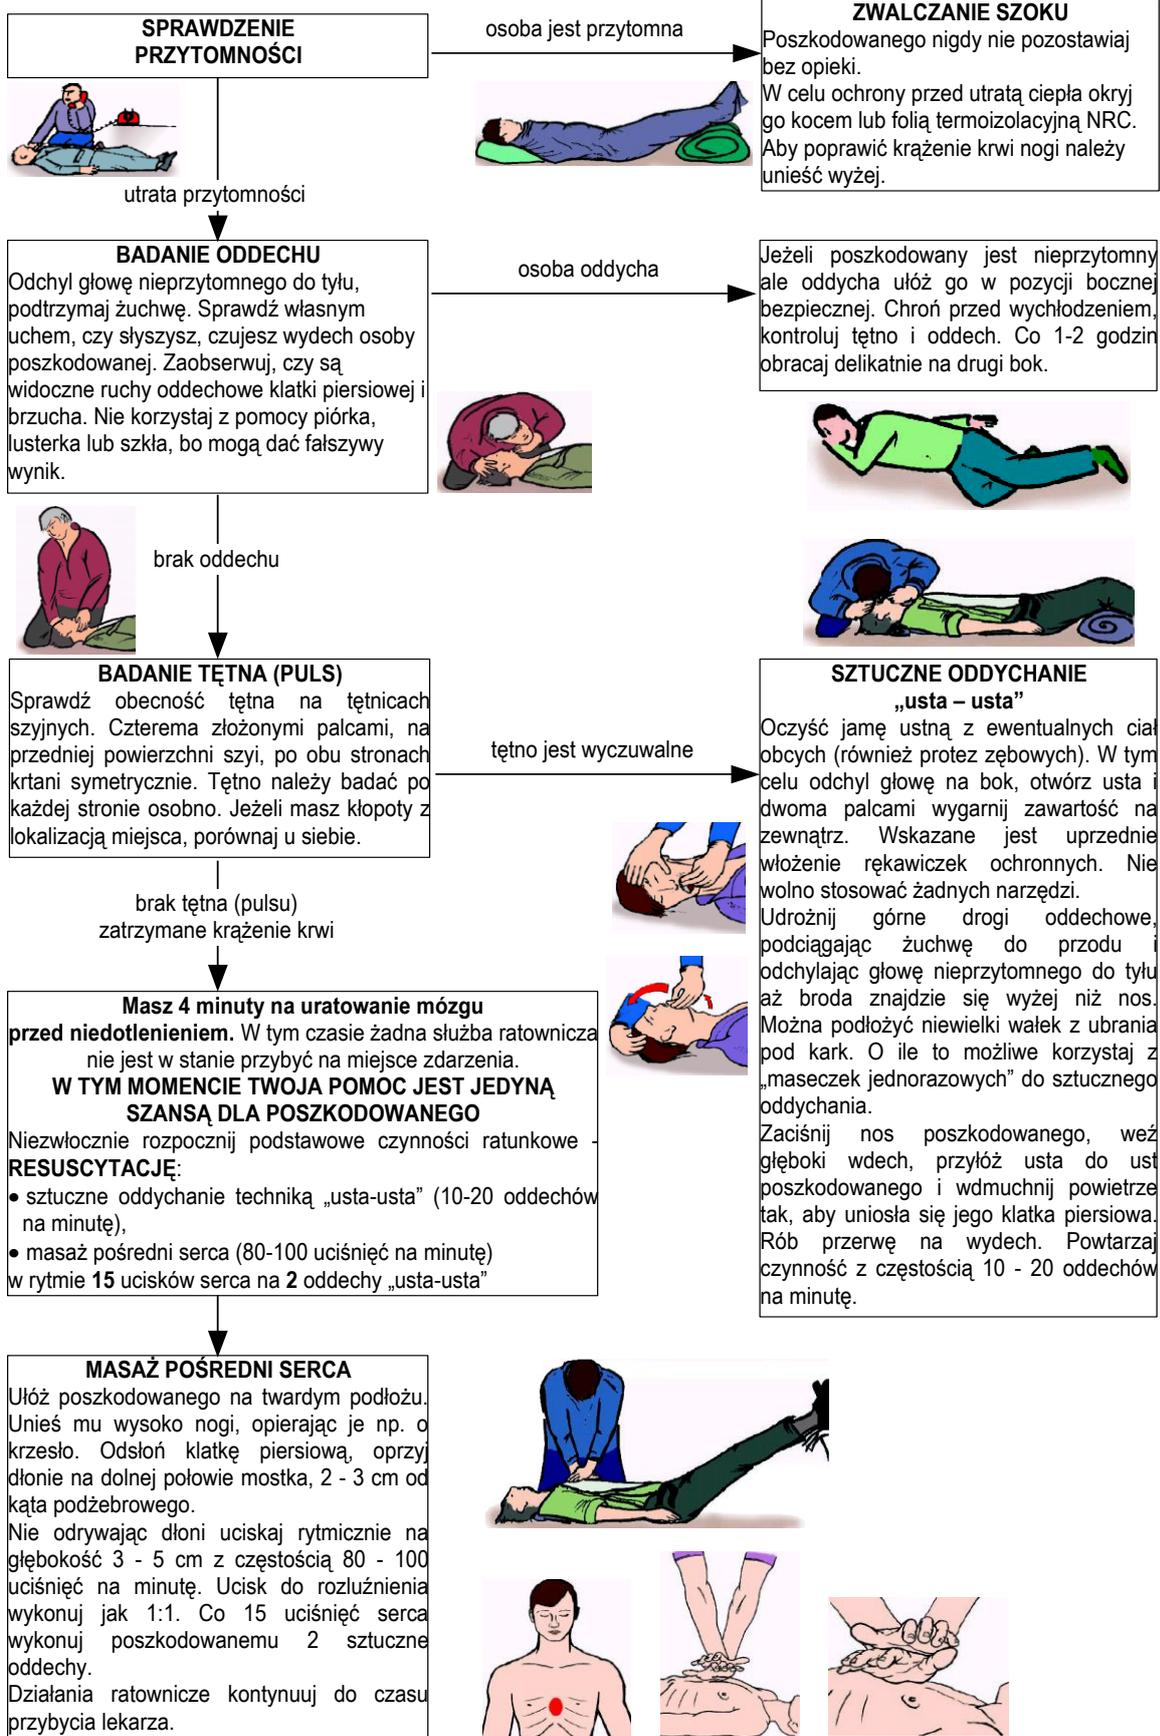 SPRAWDZENIE
PRZYTOMNOŚCI
osoba jest przytomna
ZWALCZANIE SZOKU
Poszkodowanego nigdy nie pozostawiaj
bez opieki.
W celu ochrony przed utratą ciepła okryj
go kocem lub folią termoizolacyjną NRC.
Aby poprawić krążenie krwi nogi należy
unieść wyżej.
utrata przytomności
BADANIE ODDECHU
Odchyl głowę nieprzytomnego do tyłu,
podtrzymaj żuchwę. Sprawdź własnym
uchem, czy słyszysz, czujesz wydech osoby
poszkodowanej. Zaobserwuj, czy są
widoczne ruchy oddechowe klatki piersiowej i
brzucha. Nie korzystaj z pomocy piórka,
lusterka lub szkła, bo mogą dać fałszywy
wynik.
osoba oddycha
Jeżeli poszkodowany jest nieprzytomny
ale oddycha ułóż go w pozycji bocznej
bezpiecznej. Chroń przed wychłodzeniem,
kontroluj tętno i oddech. Co 1-2 godzin
obracaj delikatnie na drugi bok.
brak oddechu
BADANIE TĘTNA (PULS)
Sprawdź obecność tętna na tętnicach
szyjnych. Czterema złożonymi palcami, na
przedniej powierzchni szyi, po obu stronach
krtani symetrycznie. Tętno należy badać po
każdej stronie osobno. Jeżeli masz kłopoty z
lokalizacją miejsca, porównaj u siebie.
tętno jest wyczuwalne
SZTUCZNE ODDYCHANIE
„usta – usta”
Oczyść jamę ustną z ewentualnych ciał
obcych (również protez zębowych). W tym
celu odchyl głowę na bok, otwórz usta i
dwoma palcami wygarnij zawartość na
zewnątrz. Wskazane jest uprzednie
włożenie rękawiczek ochronnych. Nie
wolno stosować żadnych narzędzi.
Udrożnij górne drogi oddechowe,
podciągając żuchwę do przodu i
odchylając głowę nieprzytomnego do tyłu
aż broda znajdzie się wyżej niż nos.
Można podłożyć niewielki wałek z ubrania
pod kark. O ile to możliwe korzystaj z
„maseczek jednorazowych” do sztucznego
oddychania.
Zaciśnij nos poszkodowanego, weź
głęboki wdech, przyłóż usta do ust
poszkodowanego i wdmuchnij powietrze
tak, aby uniosła się jego klatka piersiowa.
Rób przerwę na wydech. Powtarzaj
czynność z częstością 10 - 20 oddechów
na minutę.
brak tętna (pulsu)
zatrzymane krążenie krwi
Masz 4 minuty na uratowanie mózgu
przed niedotlenieniem. W tym czasie żadna służba ratownicza
nie jest w stanie przybyć na miejsce zdarzenia.
W TYM MOMENCIE TWOJA POMOC JEST JEDYNĄ
SZANSĄ DLA POSZKODOWANEGO
Niezwłocznie rozpocznij podstawowe czynności ratunkowe -
RESUSCYTACJĘ:
• sztuczne oddychanie techniką „usta-usta” (10-20 oddechów
na minutę),
• masaż pośredni serca (80-100 uciśnięć na minutę)
w rytmie 15 ucisków serca na 2 oddechy „usta-usta”
MASAŻ POŚREDNI SERCA
Ułóż poszkodowanego na twardym podłożu.
Unieś mu wysoko nogi, opierając je np. o
krzesło. Odsłoń klatkę piersiową, oprzyj
dłonie na dolnej połowie mostka, 2 - 3 cm od
kąta podżebrowego.
Nie odrywając dłoni uciskaj rytmicznie na
głębokość 3 - 5 cm z częstością 80 - 100
uciśnięć na minutę. Ucisk do rozluźnienia
wykonuj jak 1:1. Co 15 uciśnięć serca
wykonuj poszkodowanemu 2 sztuczne
oddechy.
Działania ratownicze kontynuuj do czasu
przybycia lekarza.